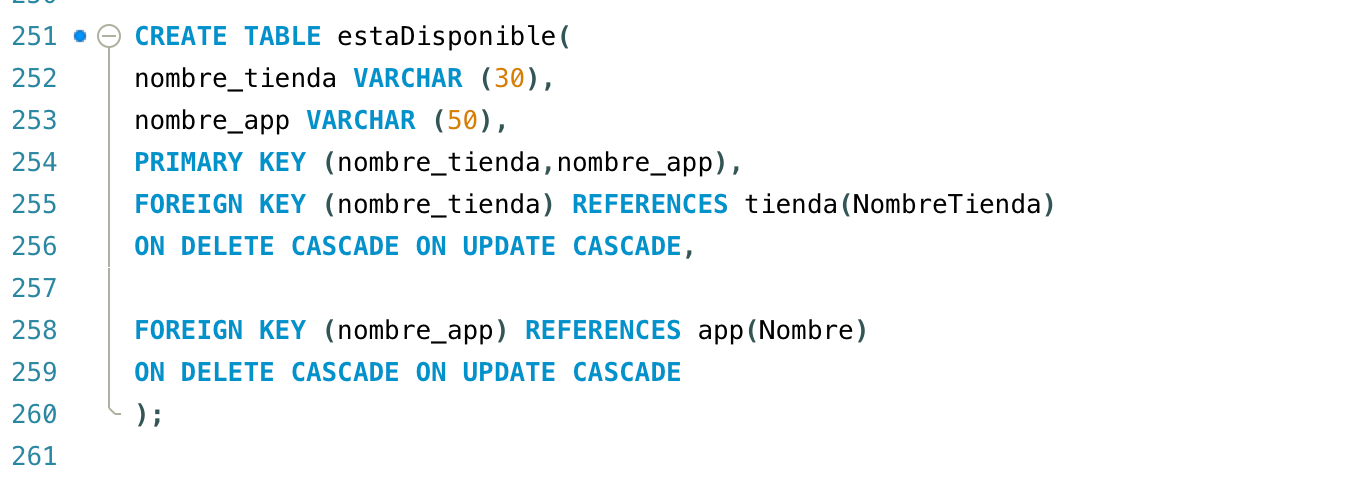 251 CREATE TABLE estaDisponible(
252 nombre_tienda VARCHAR (30),
253 nombre_app VARCHAR (50),
254 PRIMARY KEY (nombre_tienda,nombre_app),
255 FOREIGN KEY (nombre_tienda) REFERENCES tienda(NombreTienda)
256 ON DELETE CASCADE ON UPDATE CASCADE,
257
258 FOREIGN KEY (nombre_app) REFERENCES app(Nombre)
259 ON DELETE CASCADE ON UPDATE CASCADE
260 );
261